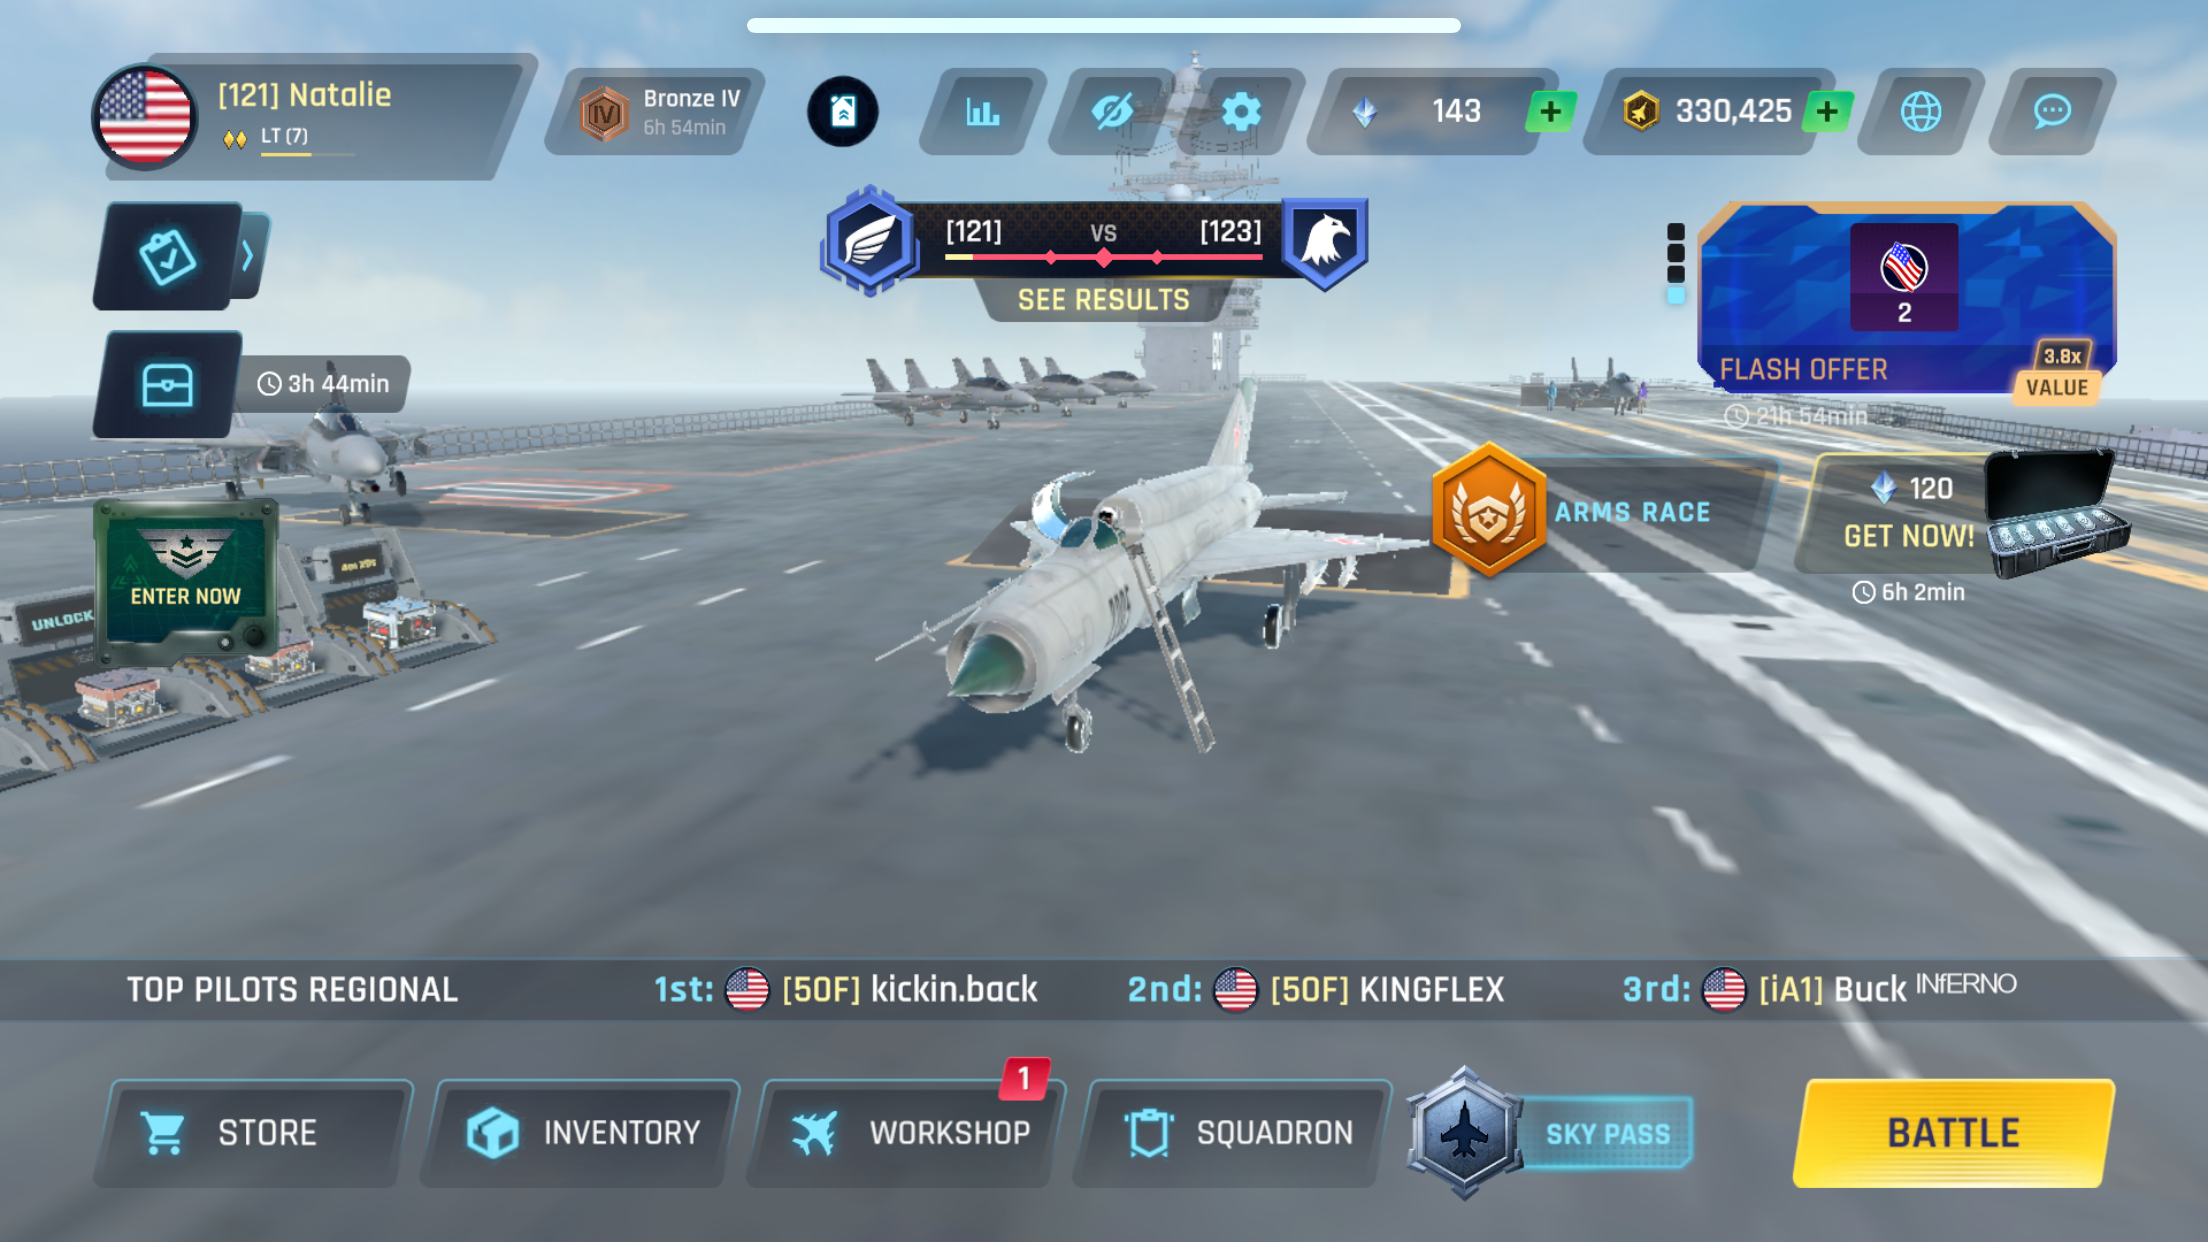 [121] Natalie
LT (7)
IV
Bronze IV
6h 54min
143
+
330,425
+
[121] VS [123]
SEE RESULTS
2
FLASH OFFER
3.8x
VALUE
21h 54min
3h 44min
ENTER NOW
UNLOCK
ARMS RACE
120
GET NOW!
6h 2min
TOP PILOTS REGIONAL
1st: [50F] kickin.back
2nd: [50F] KINGFLEX
3rd: [iA1] Buck INfERNO
STORE
INVENTORY
WORKSHOP
1
SQUADRON
SKY PASS
BATTLE